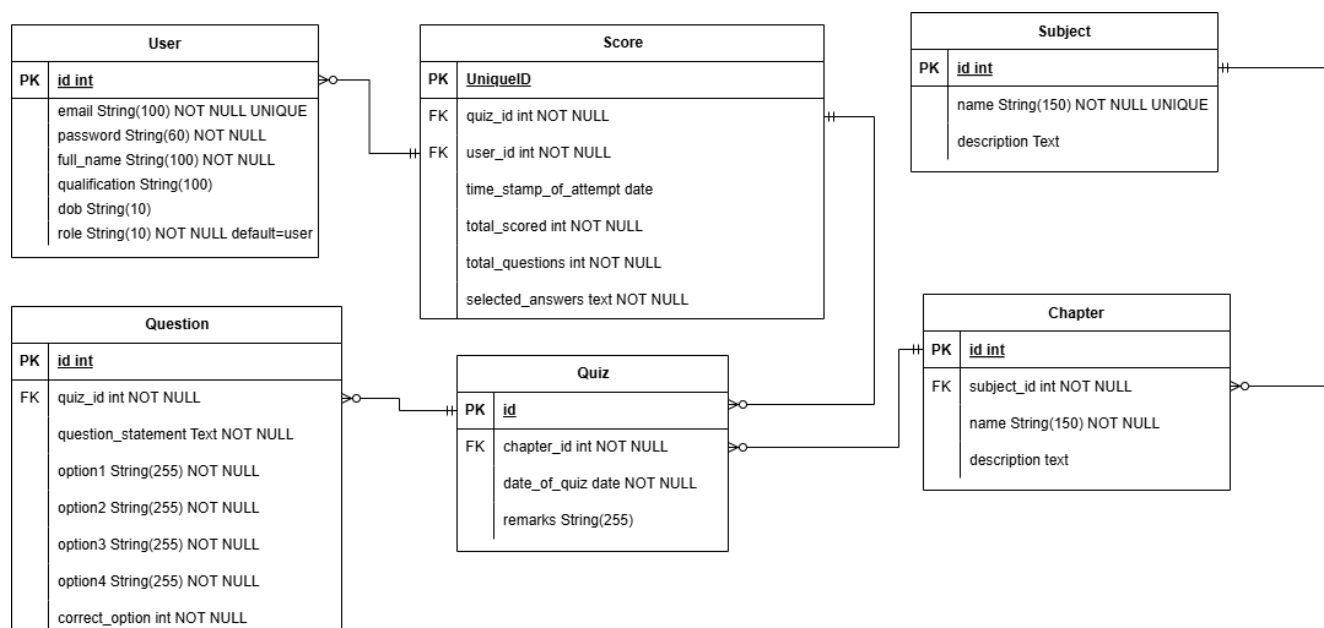 User
PK id int
email String(100) NOT NULL UNIQUE
password String(60) NOT NULL
full_name String(100) NOT NULL
qualification String(100)
dob String(10)
role String(10) NOT NULL default=user
Score
PK UniqueID
FK quiz_id int NOT NULL
FK user_id int NOT NULL
time_stamp_of_attempt date
total_scored int NOT NULL
total_questions int NOT NULL
selected_answers text NOT NULL
Subject
PK id int
name String(150) NOT NULL UNIQUE
description Text
Question
PK id int
FK quiz_id int NOT NULL
question_statement Text NOT NULL
option1 String(255) NOT NULL
option2 String(255) NOT NULL
option3 String(255) NOT NULL
option4 String(255) NOT NULL
correct_option int NOT NULL
Quiz
PK id
FK chapter_id int NOT NULL
date_of_quiz date NOT NULL
remarks String(255)
Chapter
PK id int
FK subject_id int NOT NULL
name String(150) NOT NULL
description text